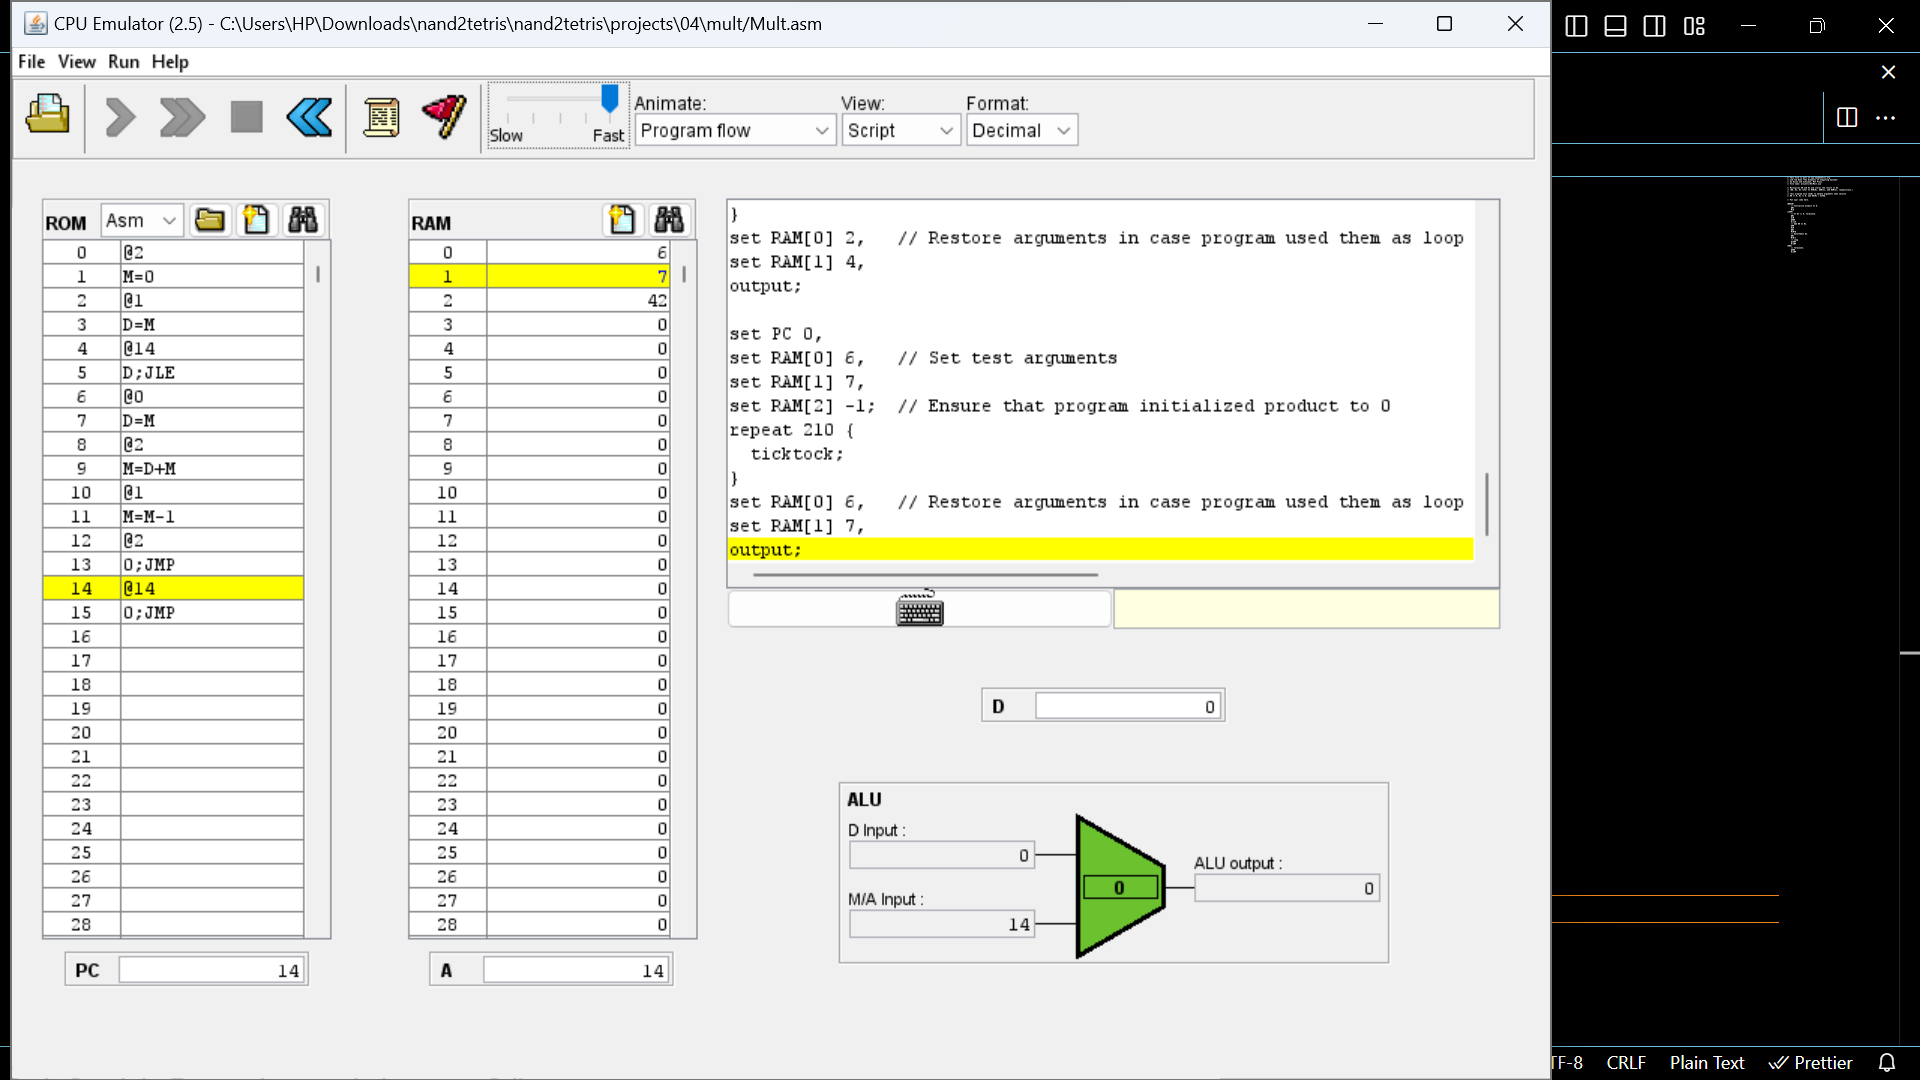 CPU Emulator (2.5) - C:\Users\HP\Downloads\nand2tetris\nand2tetris\projects\04\mult/Mult.asm
File View Run Help
Slow Fast
Animate: Program flow
View: Script
Format: Decimal
ROM Asm
0 @2
1 M=0
2 @1
3 D=M
4 @14
5 D;JLE
6 @0
7 D=M
8 @2
9 M=D+M
10 @1
11 M=M-1
12 @2
13 0;JMP
14 @14
15 0;JMP
16
17
18
19
20
21
22
23
24
25
26
27
28
PC 14
RAM
0 6
1 7
2 42
3 0
4 0
5 0
6 0
7 0
8 0
9 0
10 0
11 0
12 0
13 0
14 0
15 0
16 0
17 0
18 0
19 0
20 0
21 0
22 0
23 0
24 0
25 0
26 0
27 0
28 0
A 14
}
set RAM[0] 2, // Restore arguments in case program used them as loop
set RAM[1] 4,
output;
set PC 0,
set RAM[0] 6, // Set test arguments
set RAM[1] 7,
set RAM[2] -1; // Ensure that program initialized product to 0
repeat 210 {
ticktock;
}
set RAM[0] 6, // Restore arguments in case program used them as loop
set RAM[1] 7,
output;
D 0
ALU
D Input :
0
M/A Input :
14
0
ALU output :
0
TF-8 CRLF Plain Text Prettier